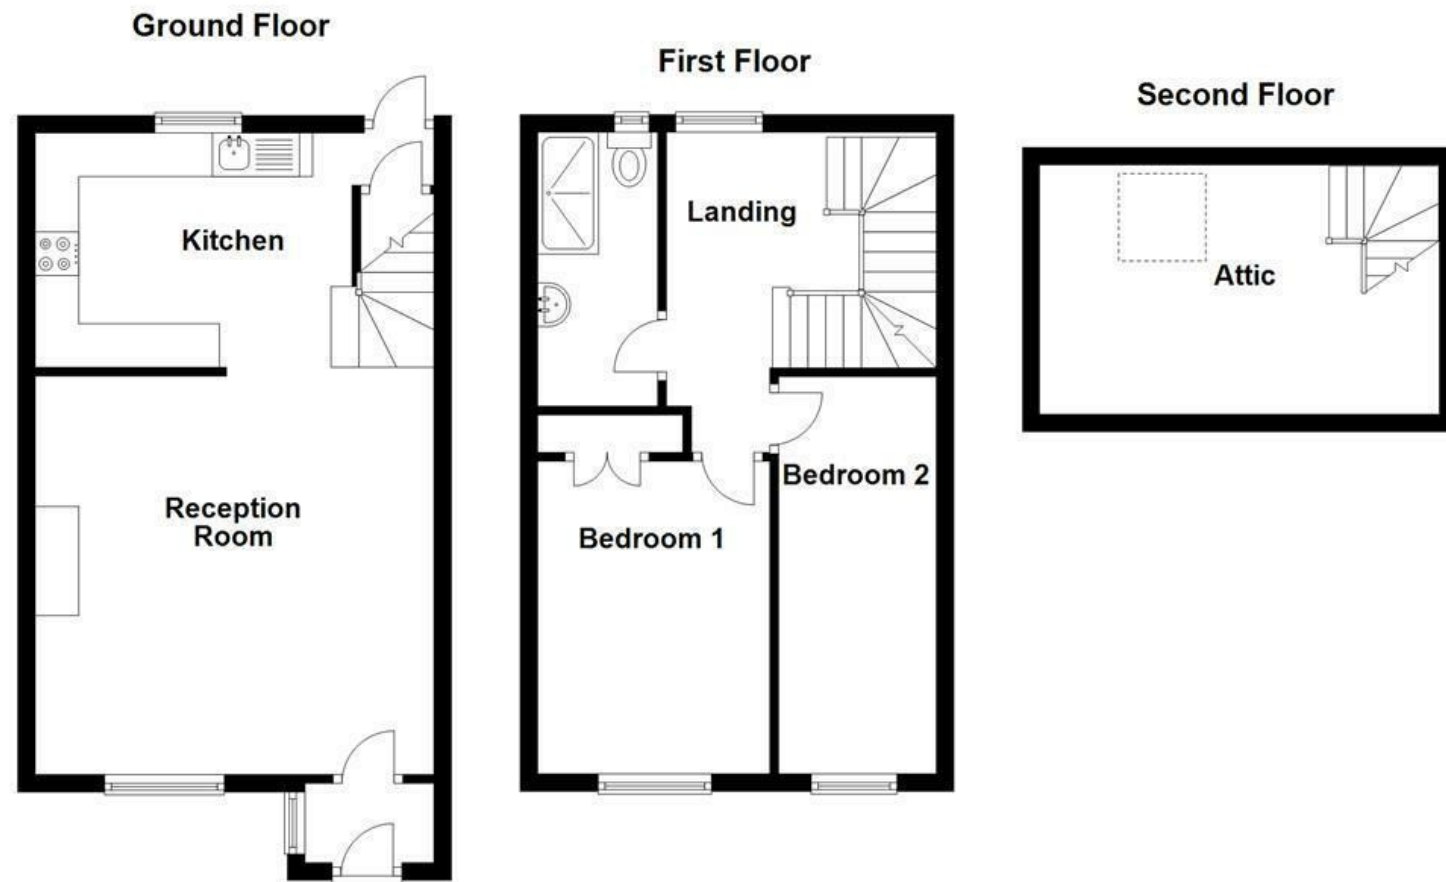 Ground Floor
Kitchen
Reception
Room
First Floor
Landing
Bedroom 2
Bedroom 1
Second Floor
Attic